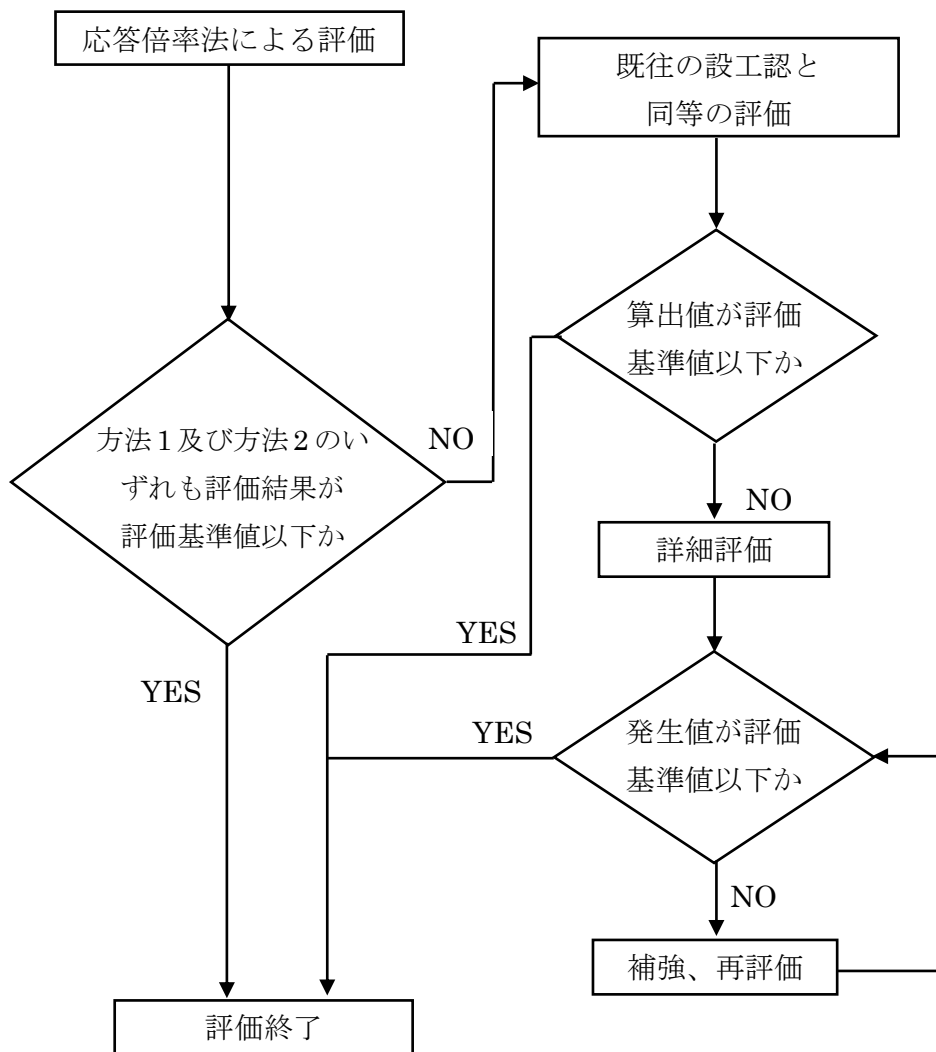 応答倍率法による評価
既往の設工認と
同等の評価
算出値が評価
基準値以下か
方法１及び方法２のい
ずれも評価結果が
評価基準値以下か
NO
NO
詳細評価
YES
YES
発生値が評価
基準値以下か
YES
NO
補強、再評価
評価終了